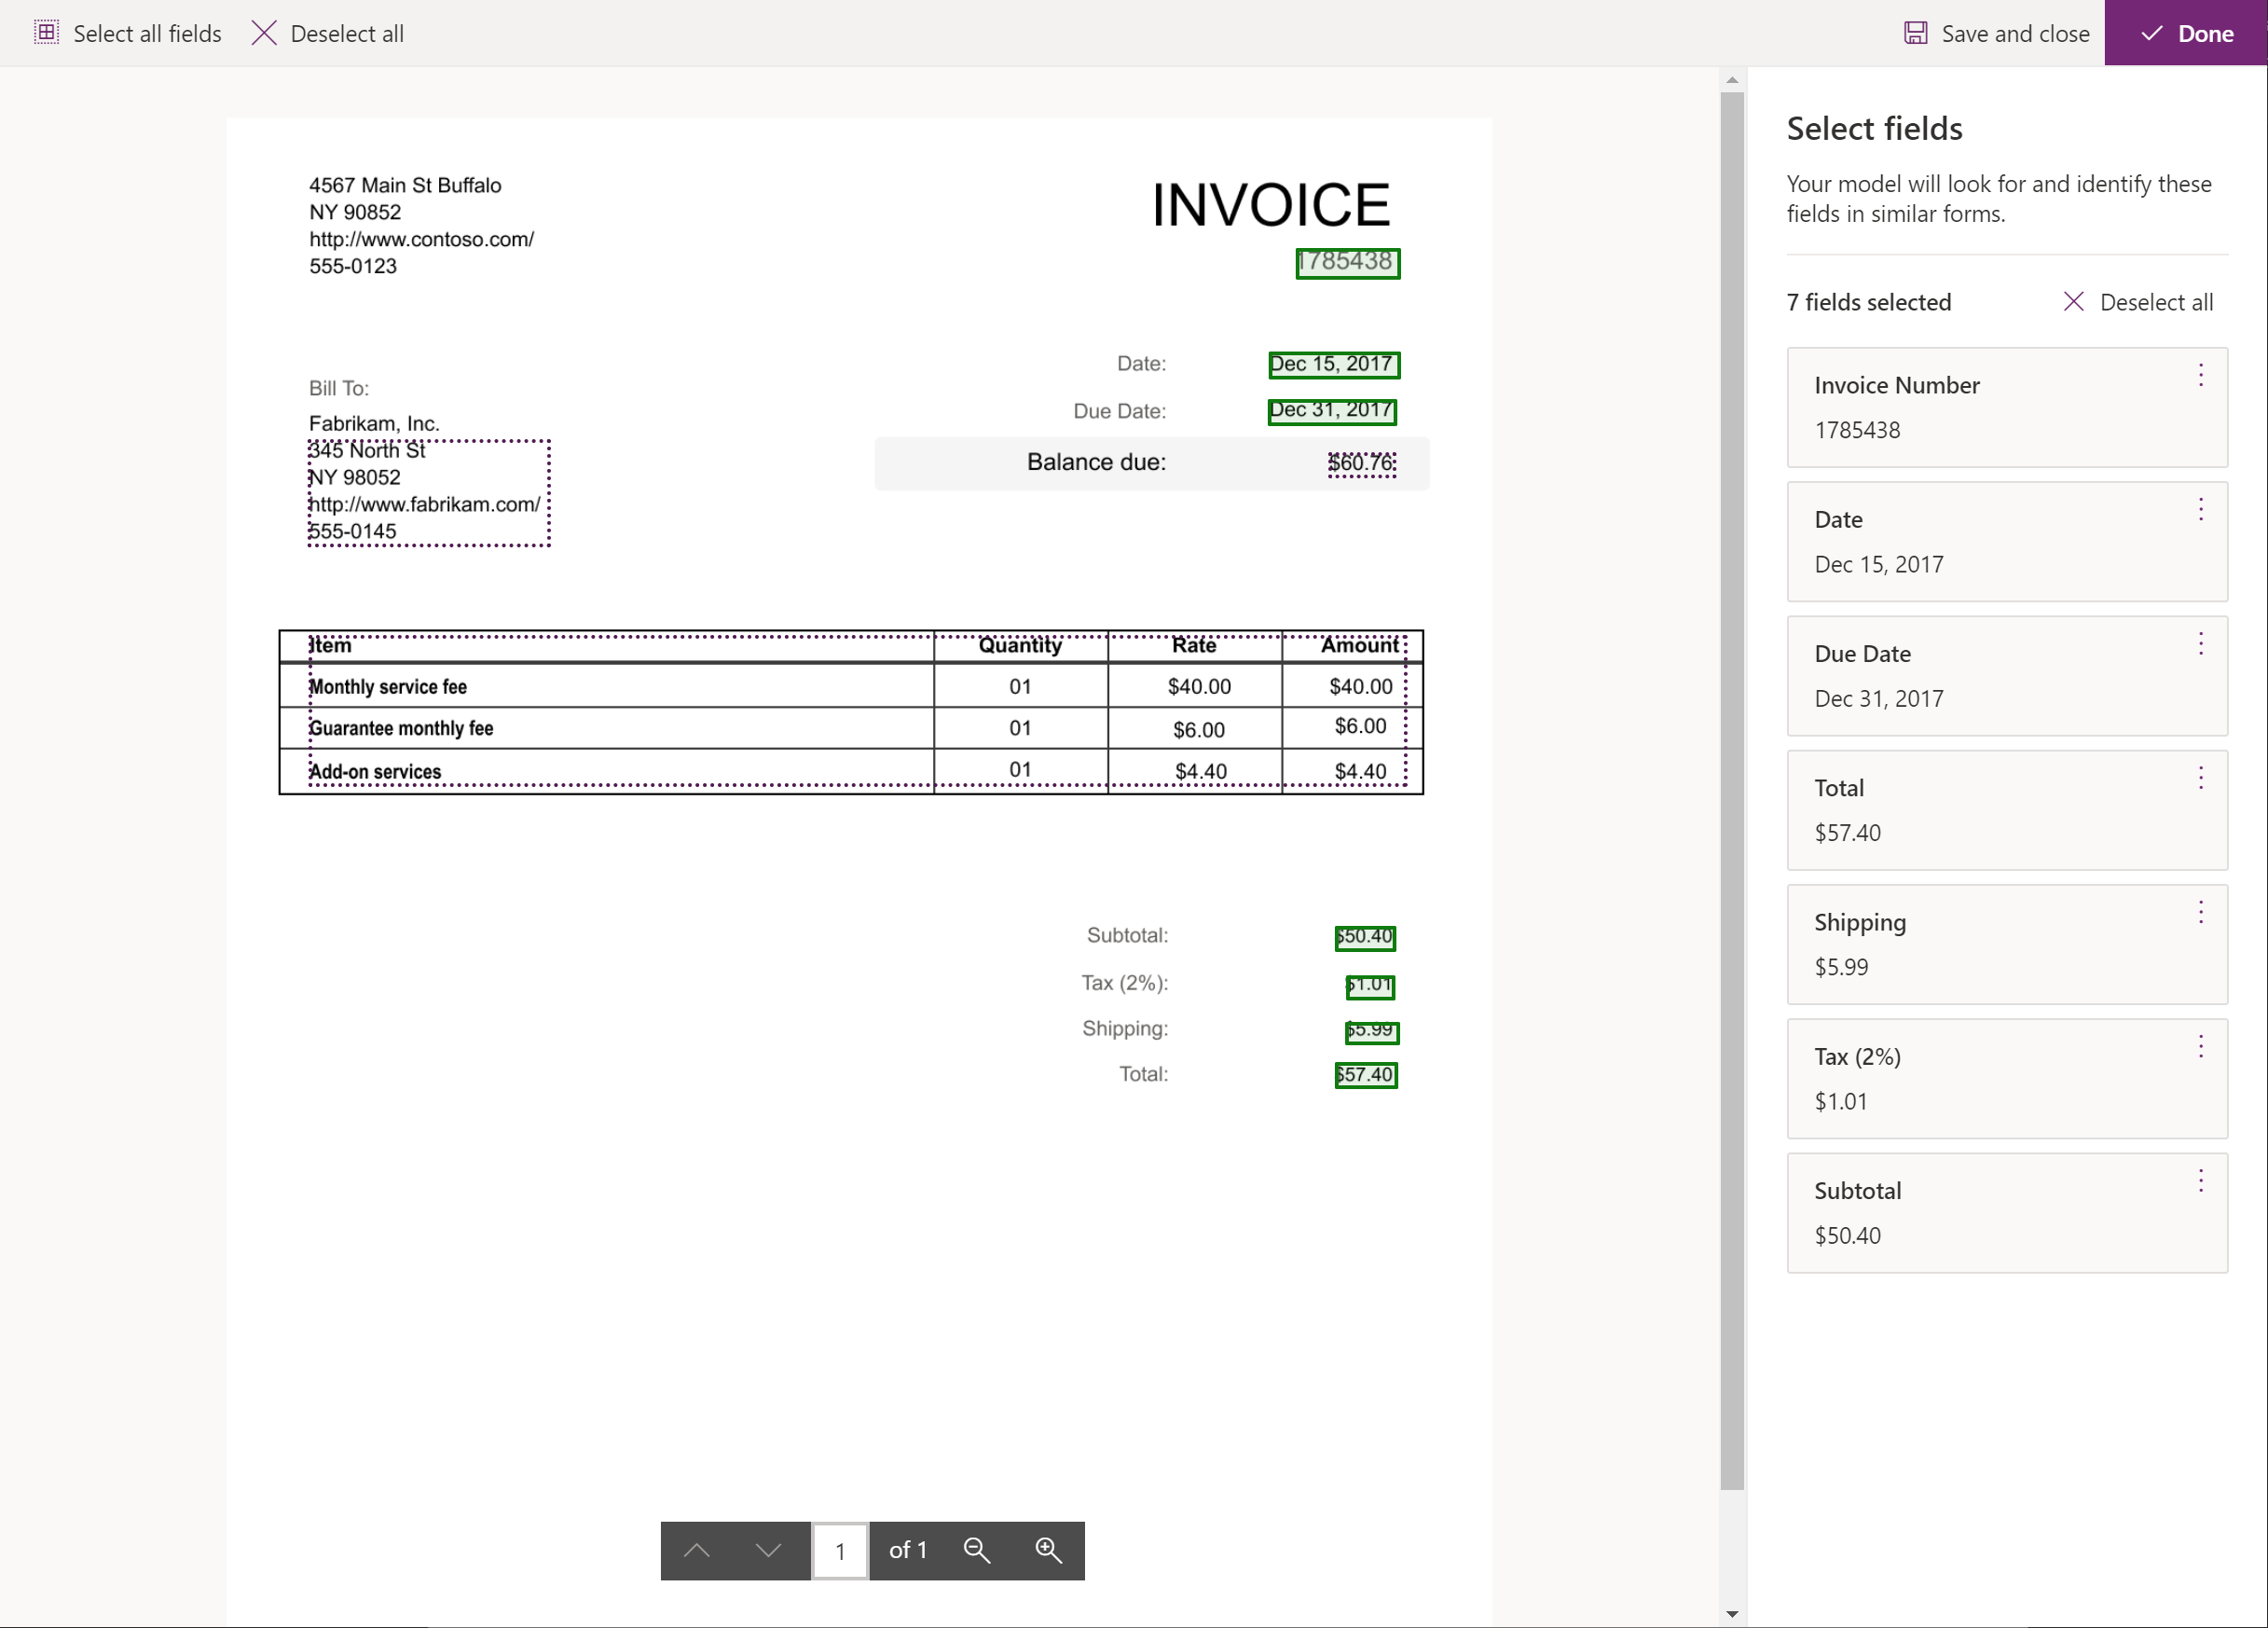 Select all fields Deselect all Save and close Done
4567 Main St Buffalo
NY 90852
http://www.contoso.com/
555-0123
INVOICE
1785438
Date: Dec 15, 2017
Due Date: Dec 31, 2017
Balance due: $60.76
Bill To:
Fabrikam, Inc.
345 North St
NY 98052
http://www.fabrikam.com/
555-0145
Item Quantity Rate Amount
Monthly service fee 01 $40.00 $40.00
Guarantee monthly fee 01 $6.00 $6.00
Add-on services 01 $4.40 $4.40
Subtotal: $50.40
Tax (2%): $1.01
Shipping: $5.99
Total: $57.40
1 of 1
Select fields
Your model will look for and identify these
fields in similar forms.
7 fields selected Deselect all
Invoice Number
1785438
Date
Dec 15, 2017
Due Date
Dec 31, 2017
Total
$57.40
Shipping
$5.99
Tax (2%)
$1.01
Subtotal
$50.40